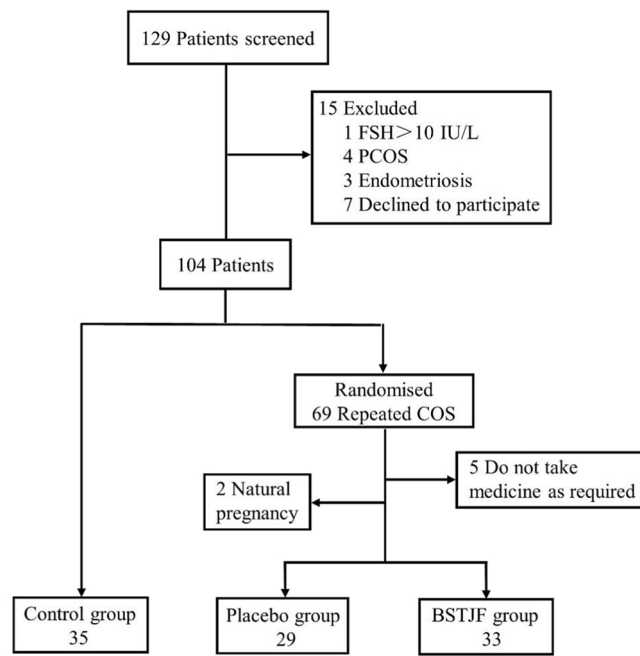 129 Patients screened
15 Excluded
1 FSH＞10 IU/L
4 PCOS
3 Endometriosis
7 Declined to participate
104 Patients
Randomised
69 Repeated COS
5 Do not take
medicine as required
2 Natural
pregnancy
Control group
35
Placebo group
29
BSTJF group
33